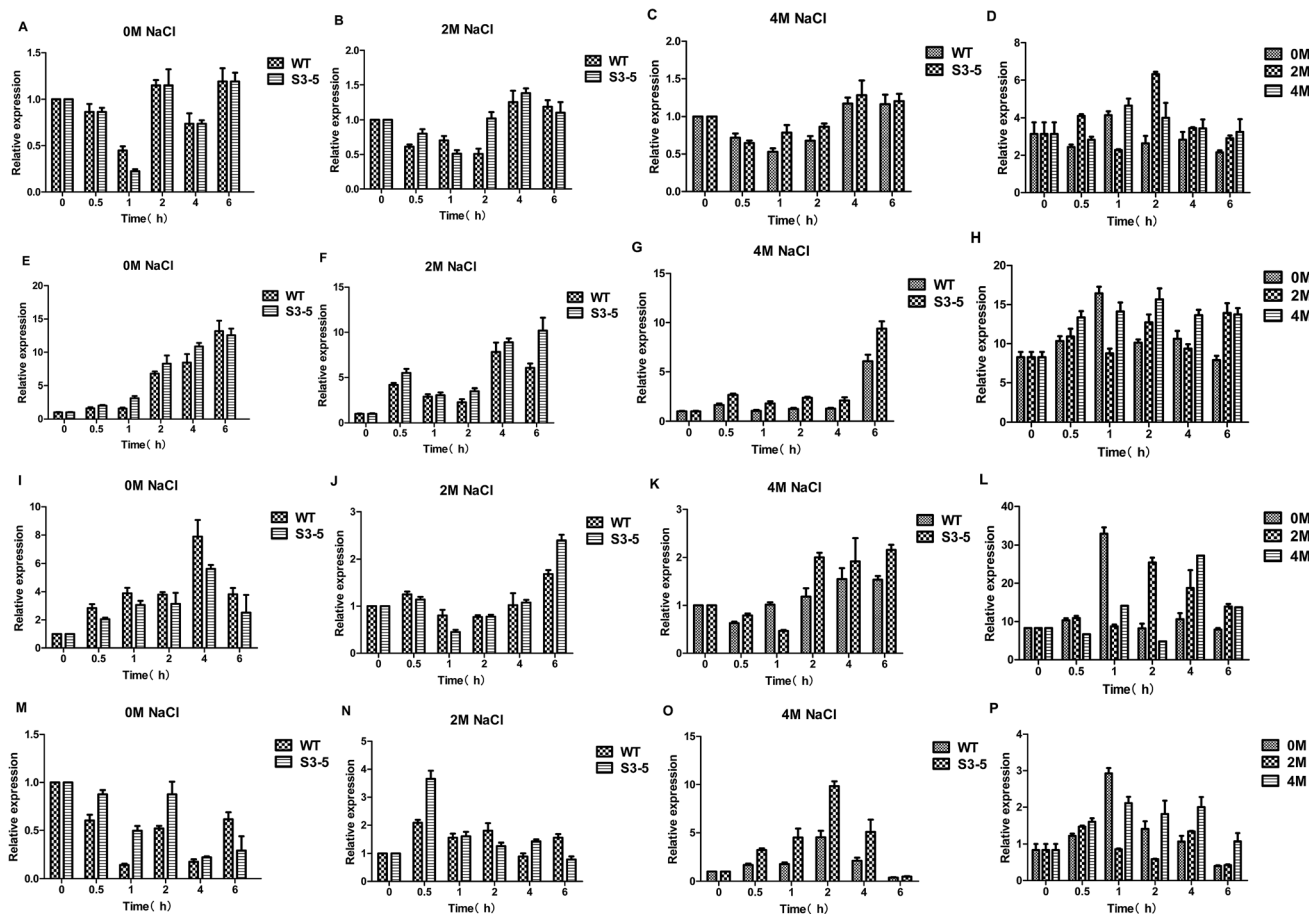 A
0M NaCl
Relative expression
1.5
1.0
0.5
0.0
0
0.5
1
2
4
6
Time( h)
WT
S3-5
B
2M NaCl
Relative expression
2.0
1.5
1.0
0.5
0.0
0
0.5
1
2
4
6
Time( h)
WT
S3-5
C
4M NaCl
Relative expression
2.0
1.5
1.0
0.5
0.0
0
0.5
1
2
4
6
Time( h)
WT
S3-5
D
Relative expression
8
6
4
2
0
0
0.5
1
2
4
6
Time( h)
0M
2M
4M
E
0M NaCl
Relative expression
20
15
10
5
0
0
0.5
1
2
4
6
Time( h)
WT
S3-5
F
2M NaCl
Relative expression
15
10
5
0
0
0.5
1
2
4
6
Time( h)
WT
S3-5
G
4M NaCl
Relative expression
15
10
5
0
0
0.5
1
2
4
6
Time( h)
WT
S3-5
H
Relative expression
20
15
10
5
0
0
0.5
1
2
4
6
Time( h)
0M
2M
4M
I
0M NaCl
Relative expression
10
8
6
4
2
0
0
0.5
1
2
4
6
Time( h)
WT
S3-5
J
2M NaCl
Relative expression
3
2
1
0
0
0.5
1
2
4
6
Time( h)
WT
S3-5
K
4M NaCl
Relative expression
3
2
1
0
0
0.5
1
2
4
6
Time( h)
WT
S3-5
L
Relative expression
40
30
20
10
0
0
0.5
1
2
4
6
Time( h)
0M
2M
4M
M
0M NaCl
Relative expression
1.5
1.0
0.5
0.0
0
0.5
1
2
4
6
Time( h)
WT
S3-5
N
2M NaCl
Relative expression
5
4
3
2
1
0
0
0.5
1
2
4
6
Time( h)
WT
S3-5
O
4M NaCl
Relative expression
15
10
5
0
0
0.5
1
2
4
6
Time( h)
WT
S3-5
P
Relative expression
4
3
2
1
0
0
0.5
1
2
4
6
Time( h)
0M
2M
4M